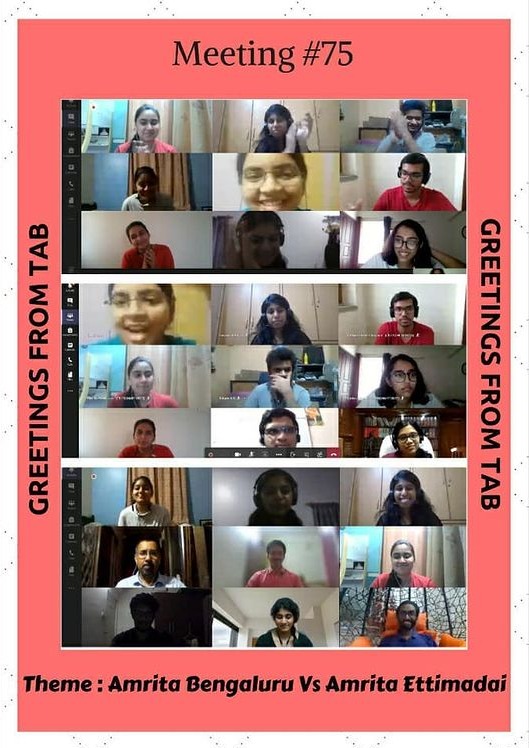 Meeting #75
GREETINGS FROM TAB
GREETINGS FROM TAB
Theme : Amrita Bengaluru Vs Amrita Ettimadai